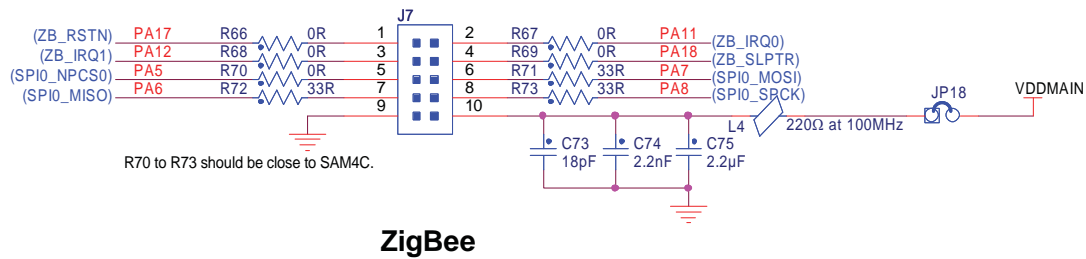 J7
(ZB_RSTN) PA17 R66 0R 1 2 R67 0R PA11 (ZB_IRQ0)
(ZB_IRQ1) PA12 R68 0R 3 4 R69 0R PA18 (ZB_SLPTR)
(SPI0_NPCS0) PA5 R70 0R 5 6 R71 33R PA7 (SPI0_MOSI)
(SPI0_MISO) PA6 R72 33R 7 8 R73 33R PA8 (SPI0_SPCK)
9 10
L4 220Ω at 100MHz JP18 VDDMAIN
C73 C74 C75
18pF 2.2nF 2.2µF
R70 to R73 should be close to SAM4C.
ZigBee